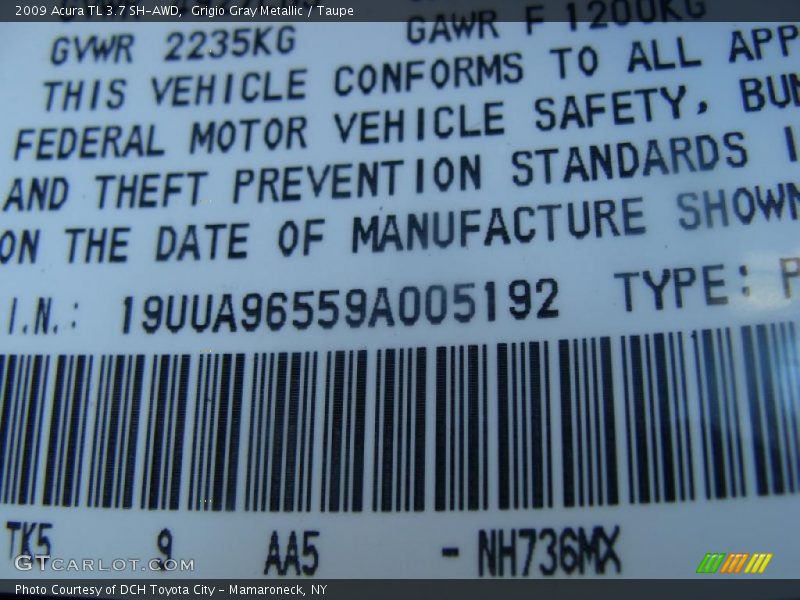 2009 Acura TL 3.7 SH-AWD, Grigio Gray Metallic / Taupe
GVWR 2235KG GAWR F 1200KG
THIS VEHICLE CONFORMS TO ALL APP
FEDERAL MOTOR VEHICLE SAFETY, BUM
AND THEFT PREVENTION STANDARDS I
ON THE DATE OF MANUFACTURE SHOWN
I.N.: 19UUA96559A005192 TYPE: P
TK5 9 AA5 - NH736MX
GTCARLOT.COM
Photo Courtesy of DCH Toyota City - Mamaroneck, NY